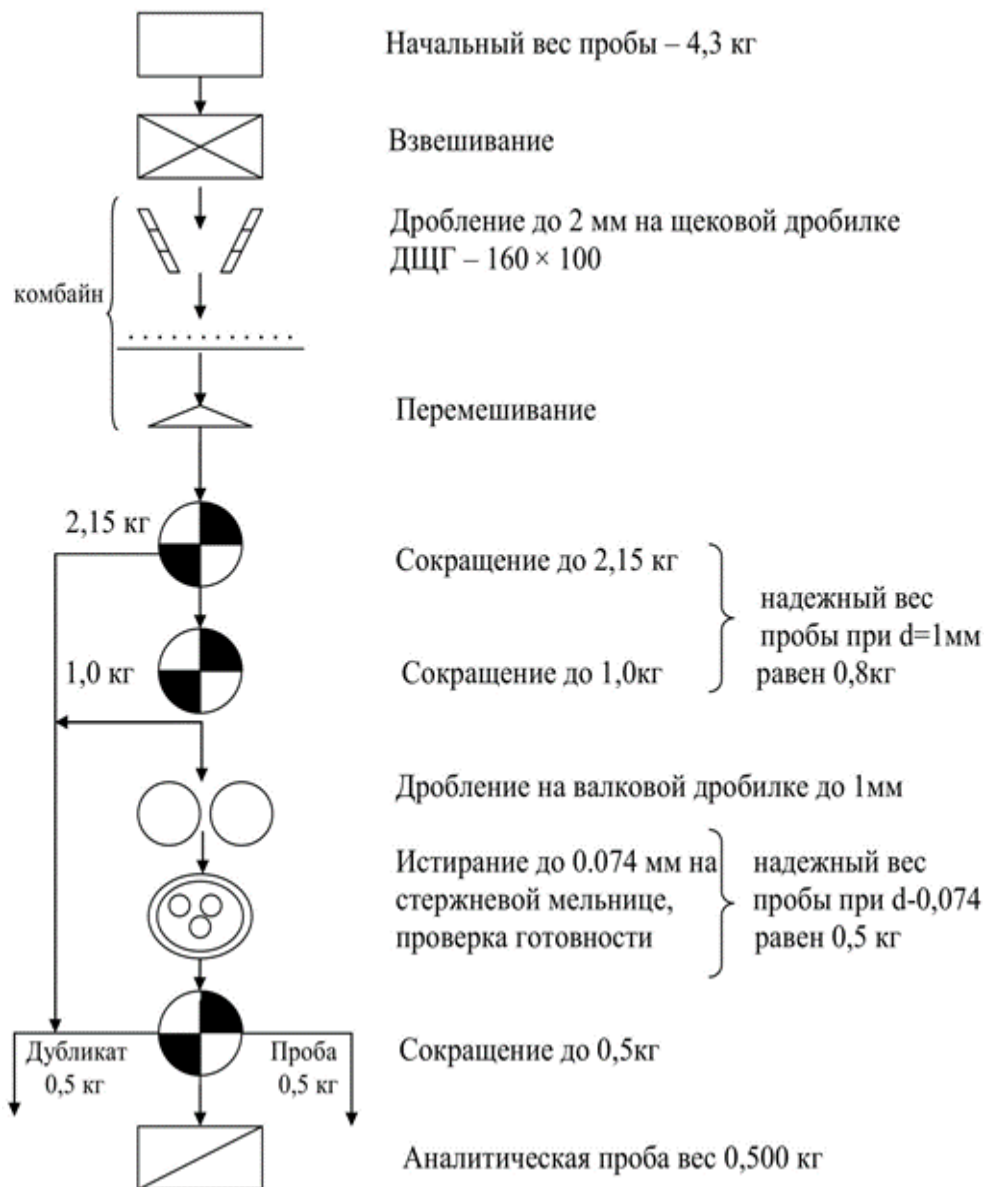 Начальный вес пробы – 4,3 кг
Взвешивание
Дробление до 2 мм на щековой дробилке
ДЩГ – 160 × 100
комбайн
Перемешивание
2,15 кг
Сокращение до 2,15 кг
надежный вес
пробы при d=1мм
равен 0,8кг
1,0 кг
Сокращение до 1,0кг
Дробление на валковой дробилке до 1мм
Истирание до 0.074 мм на
стержневой мельнице,
проверка готовности
надежный вес
пробы при d-0,074
равен 0,5 кг
Дубликат
0,5 кг
Проба
0,5 кг
Сокращение до 0,5кг
Аналитическая проба вес 0,500 кг